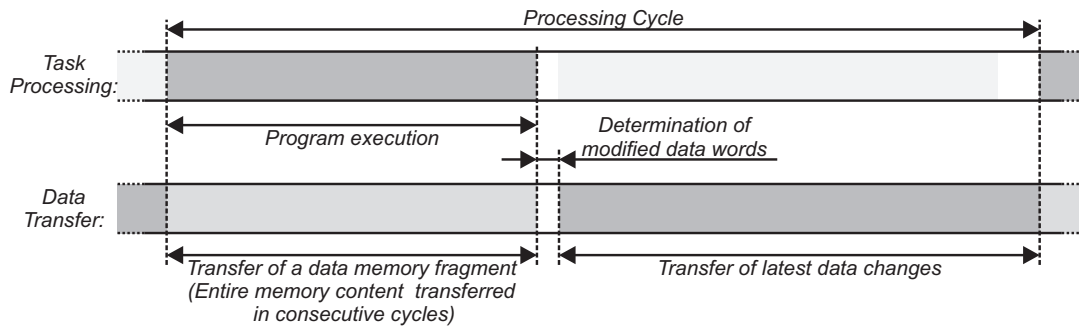 Processing Cycle
Task
Processing:
Program execution
Determination of
modified data words
Data
Transfer:
Transfer of a data memory fragment
(Entire memory content transferred
in consecutive cycles)
Transfer of latest data changes